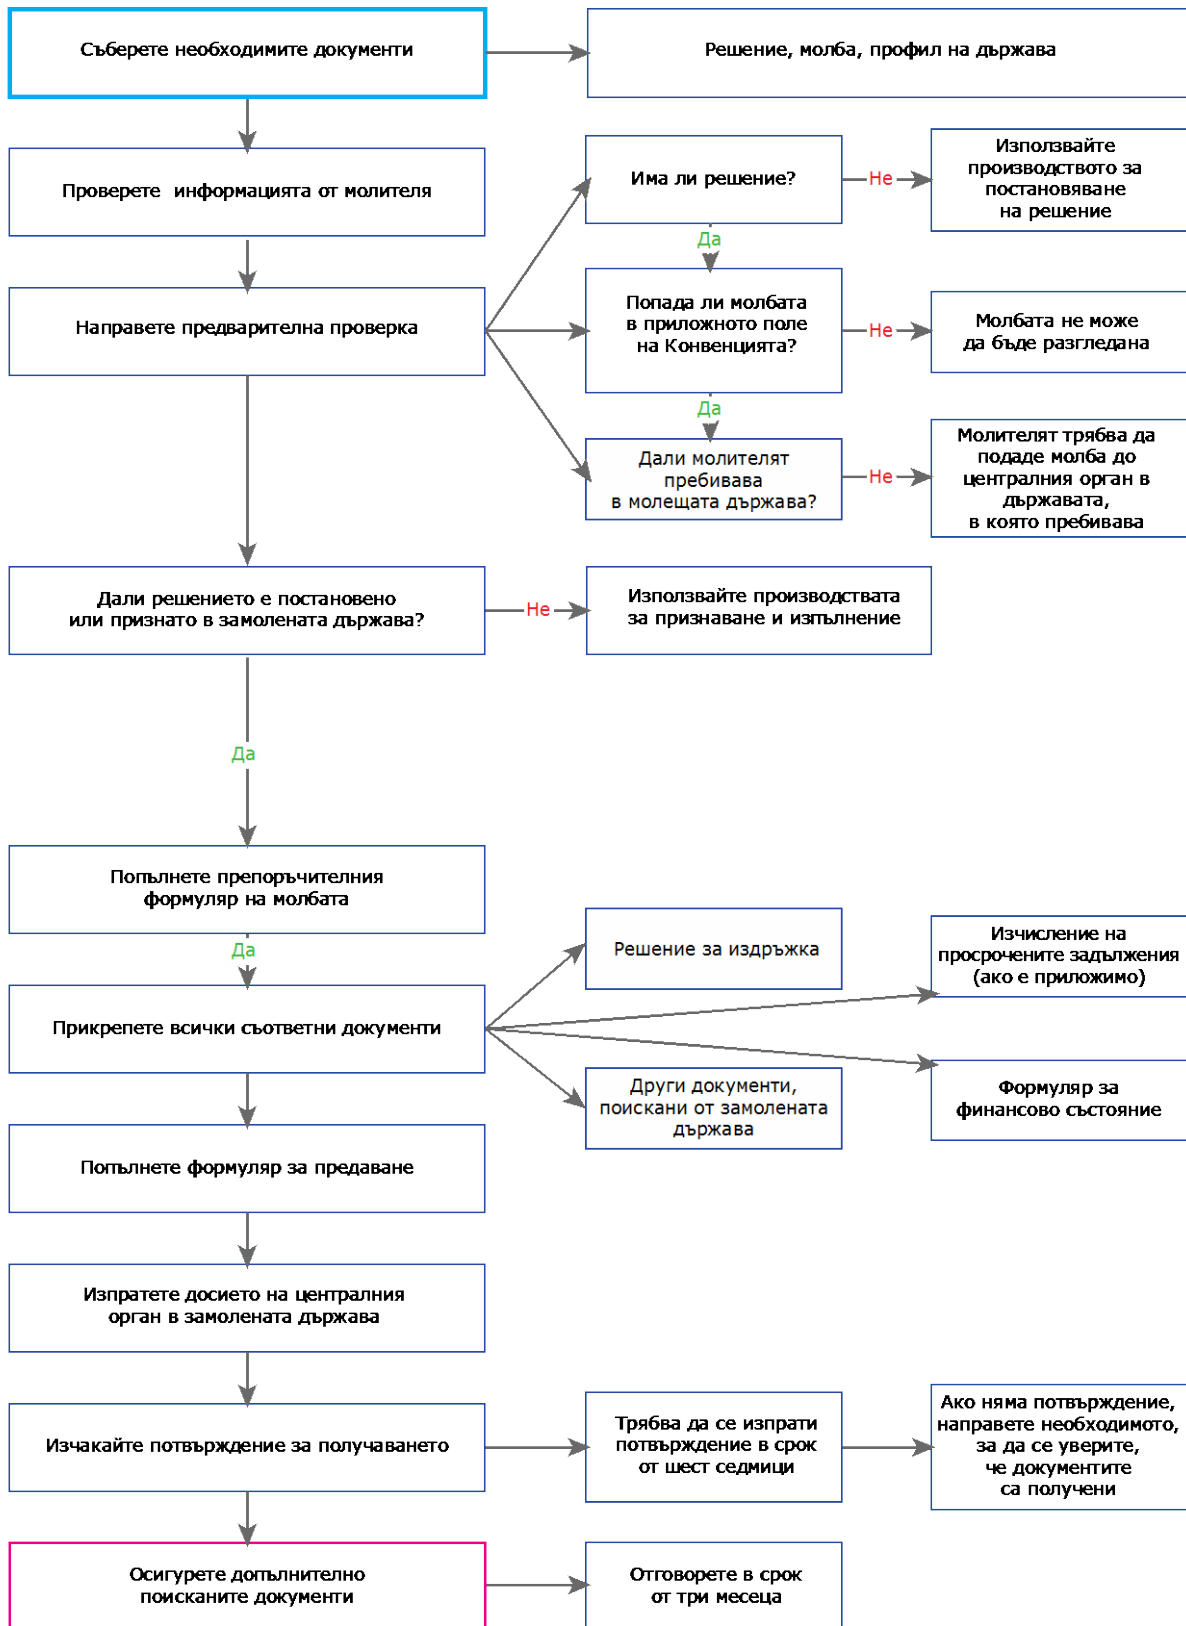 Съберете необходимите документи
Решение, молба, профил на държава
Проверете информацията от молителя
Има ли решение?
Не
Използвайте
производството за
постановяване
на решение
Да
Направете предварителна проверка
Попада ли молбата
в приложното поле
на Конвенцията?
Не
Молбата не може
да бъде разгледана
Да
Дали молителят
пребивава
в молещата държава?
Не
Молителят трябва да
подаде молба до
централния орган в
държавата,
в която пребивава
Дали решението е постановено
или признато в замолената държава?
Не
Използвайте производствата
за признаване и изпълнение
Да
Попълнете препоръчителния
формуляр на молбата
Да
Решение за издръжка
Изчисление на
просрочените задължения
(ако е приложимо)
Прикрепете всички съответни документи
Други документи,
поискани от замолената
държава
Формуляр за
финансово състояние
Попълнете формуляр за предаване
Изпратете досието на централния
орган в замолената държава
Изчакайте потвърждение за получаването
Трябва да се изпрати
потвърждение в срок
от шест седмици
Ако няма потвърждение,
направете необходимото,
за да се уверите,
че документите
са получени
Осигурете допълнително
поисканите документи
Отговорете в срок
от три месеца